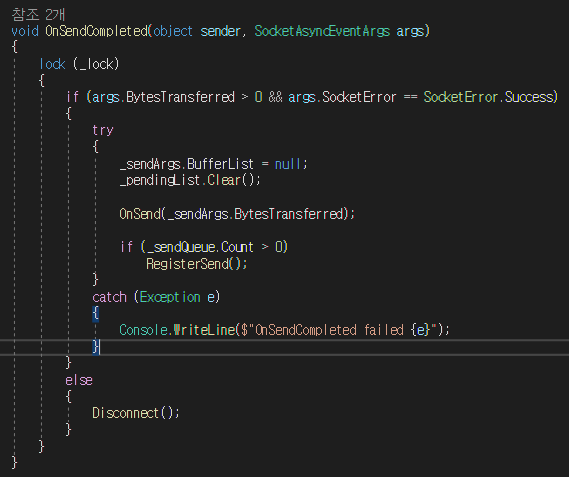 참조 2개
void OnSendCompleted(object sender, SocketAsyncEventArgs args)
{
    lock (_lock)
    {
        if (args.BytesTransferred > 0 && args.SocketError == SocketError.Success)
        {
            try
            {
                _sendArgs.BufferList = null;
                _pendingList.Clear();

                OnSend(_sendArgs.BytesTransferred);

                if (_sendQueue.Count > 0)
                    RegisterSend();
            }
            catch (Exception e)
            {
                Console.WriteLine($"OnSendCompleted failed {e}");
            }
        }
        else
        {
            Disconnect();
        }
    }
}